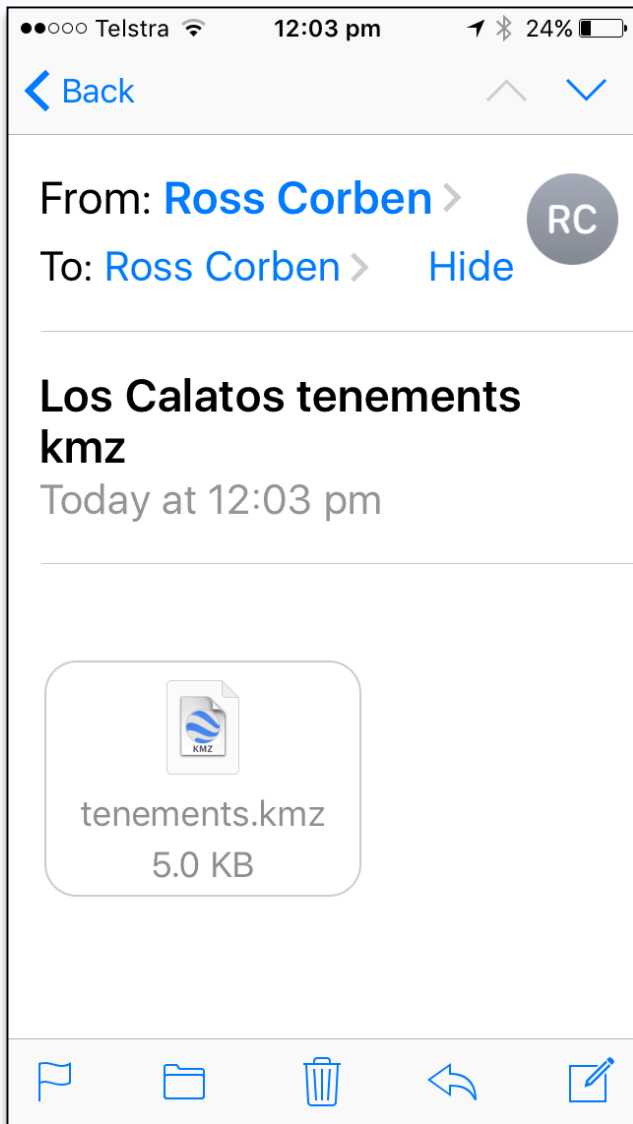 Telstra 12:03 pm 24%
Back
From: Ross Corben
RC
To: Ross Corben Hide
Los Calatos tenements
kmz
Today at 12:03 pm
KMZ
tenements.kmz
5.0 KB